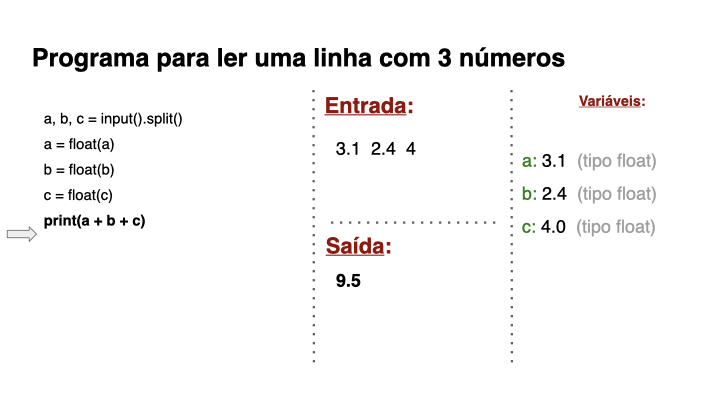 Programa para ler uma linha com 3 números
a, b, c = input().split()
a = float(a)
b = float(b)
c = float(c)
print(a + b + c)
Entrada:
3.1 2.4 4
Saída:
9.5
Variáveis:
a: 3.1 (tipo float)
b: 2.4 (tipo float)
c: 4.0 (tipo float)